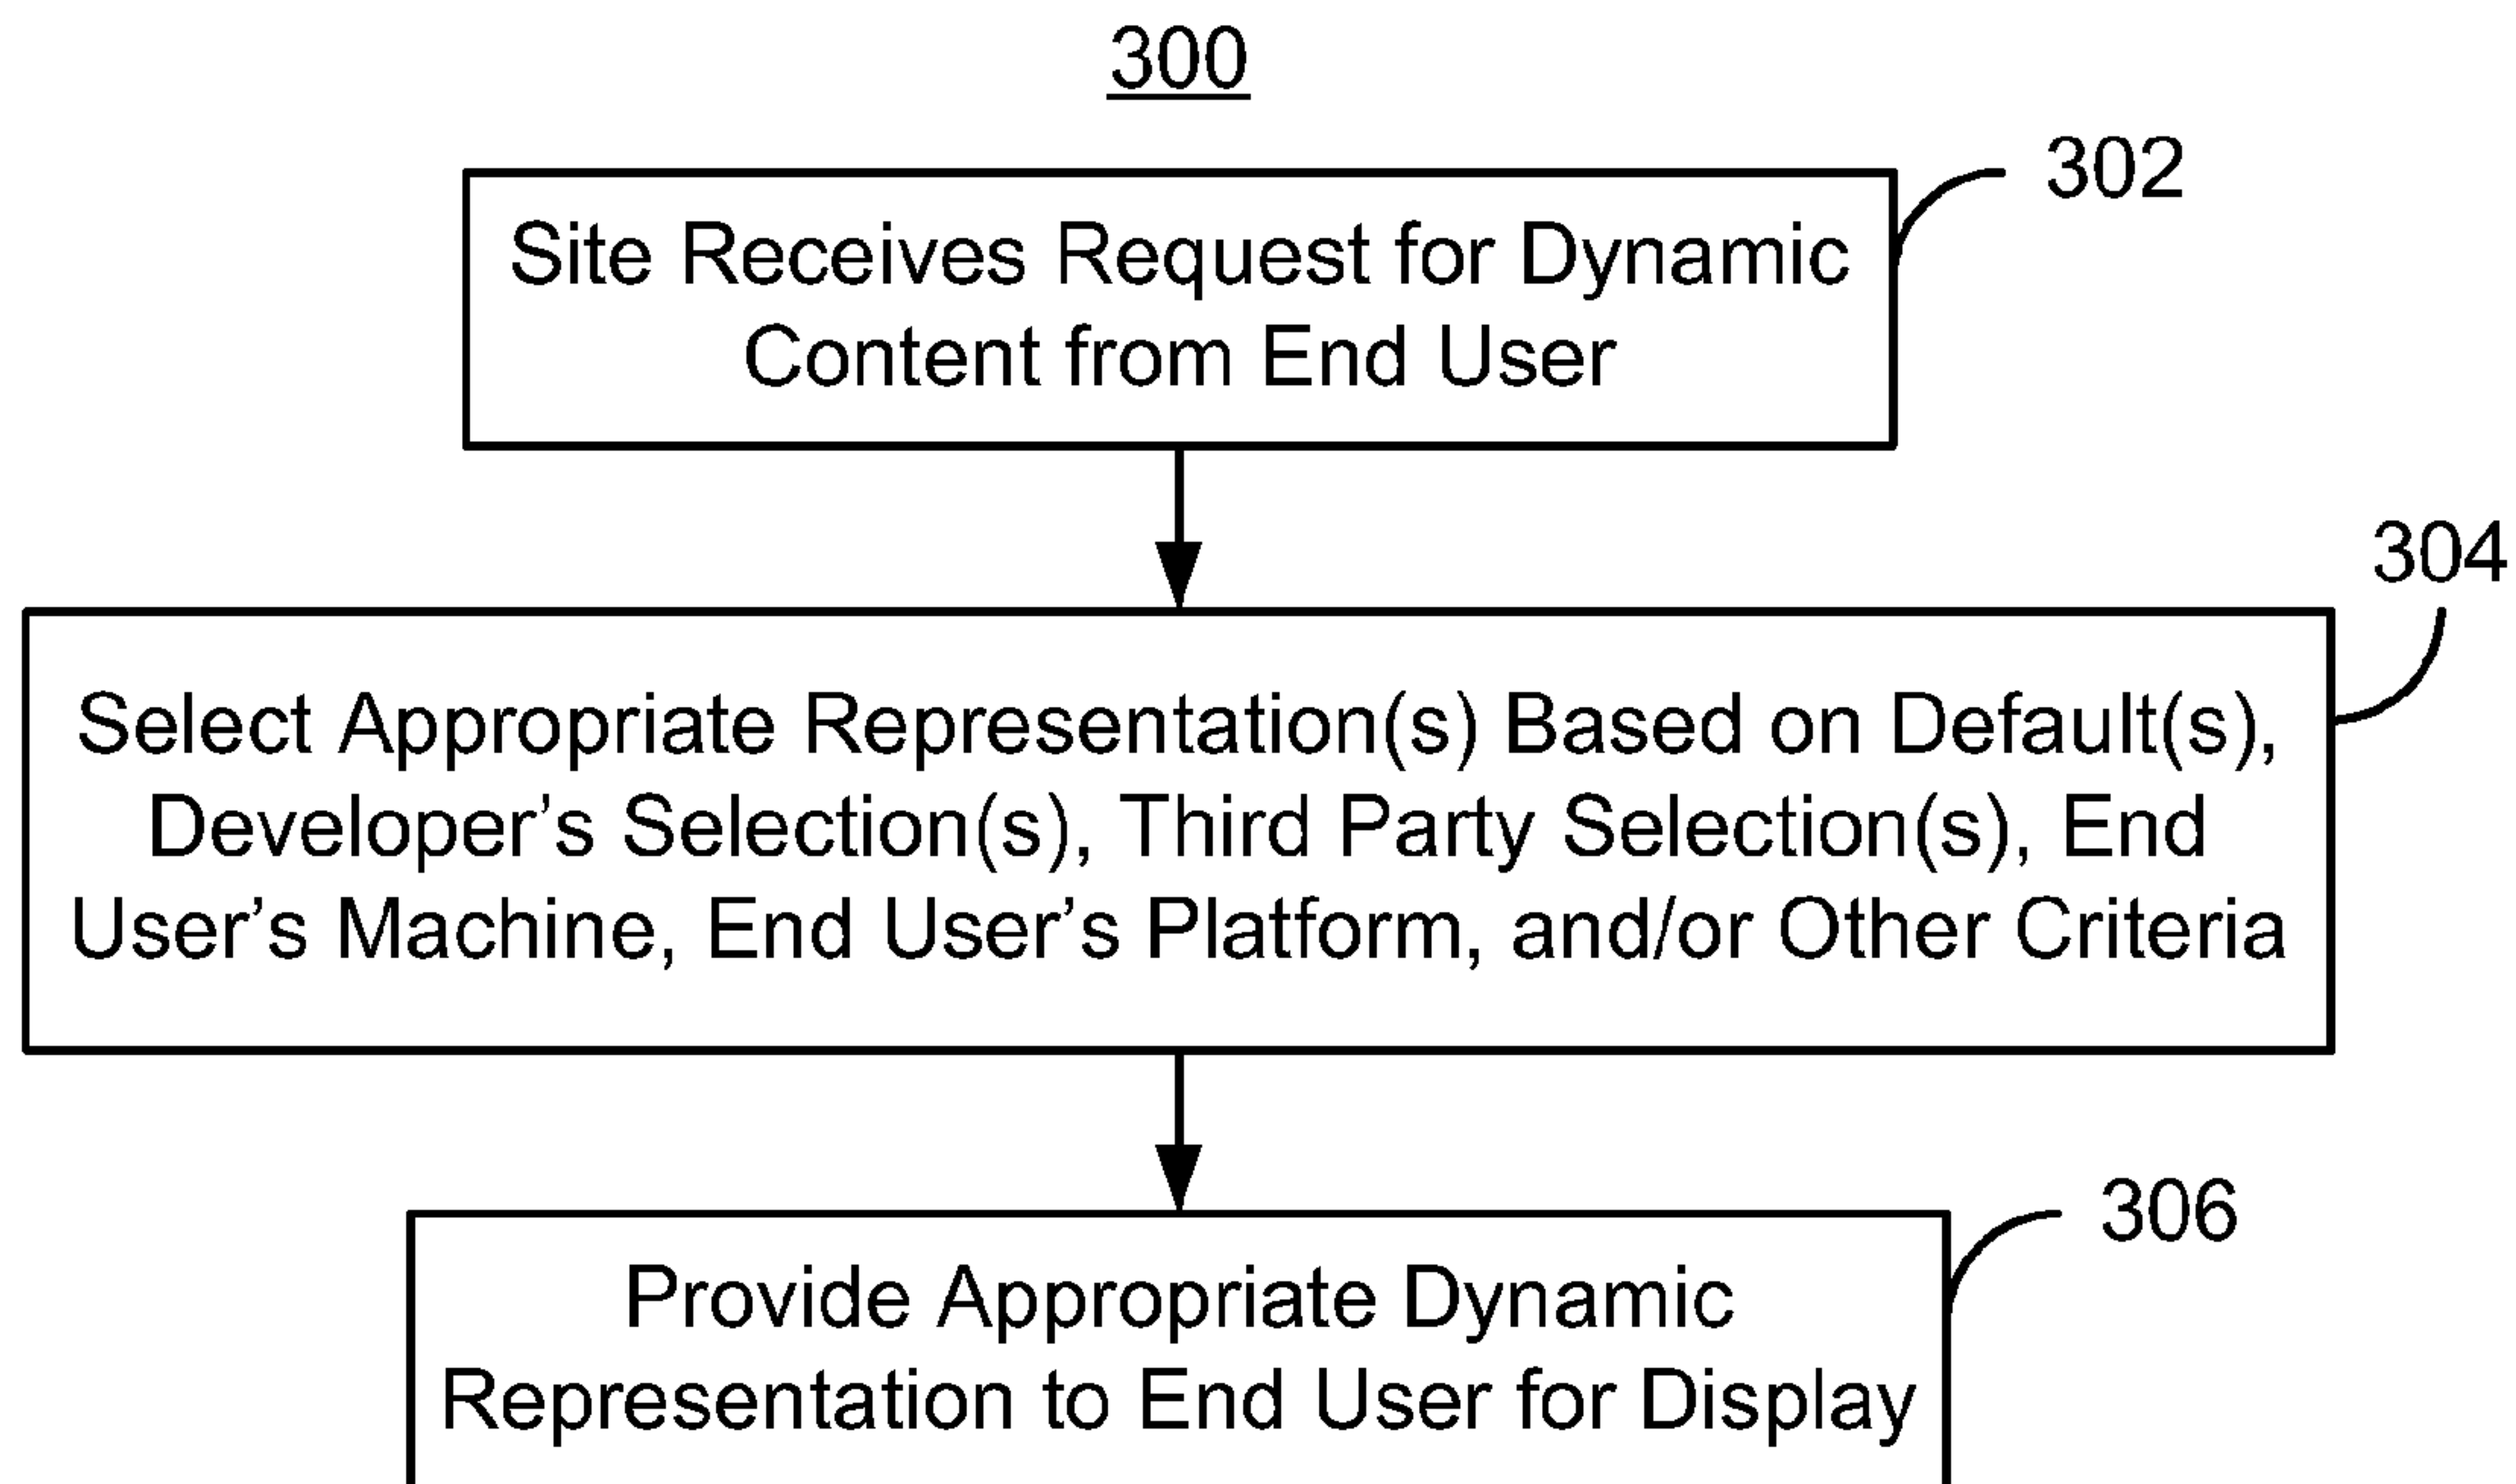 300
302
Site Receives Request for Dynamic
Content from End User
304
Select Appropriate Representation(s) Based on Default(s),
Developer’s Selection(s), Third Party Selection(s), End
User’s Machine, End User’s Platform, and/or Other Criteria
306
Provide Appropriate Dynamic
Representation to End User for Display